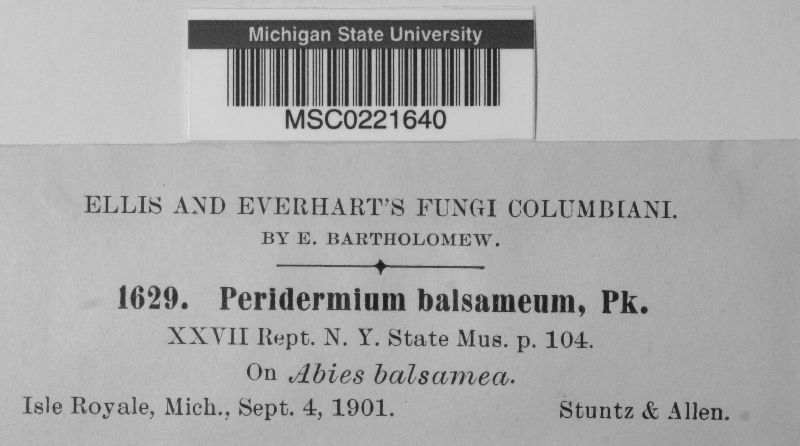 Michigan State University
MSC0221640
ELLIS AND EVERHART'S FUNGI COLUMBIANI.
BY E. BARTHOLOMEW.
1629. Peridermium balsameum, Pk.
XXVII Rept. N. Y. State Mus. p. 104.
On Abies balsamea.
Isle Royale, Mich., Sept. 4, 1901. Stuntz & Allen.